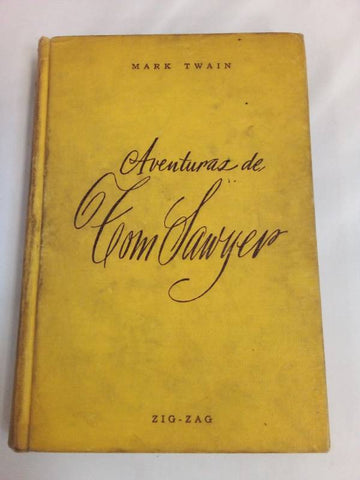 MARK TWAIN
Aventuras de
Tom Sawyer
ZIG-ZAG